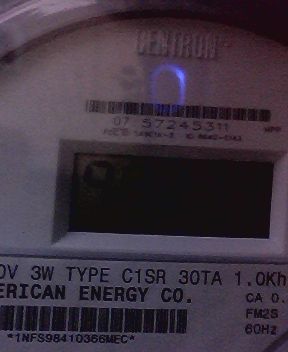 CENTRON
07 57245311
0V 3W TYPE C1SR 30TA 1.0Kh
ERICAN ENERGY CO.
CA 0.
FM2S
60Hz
*1NFS98410366MEC*